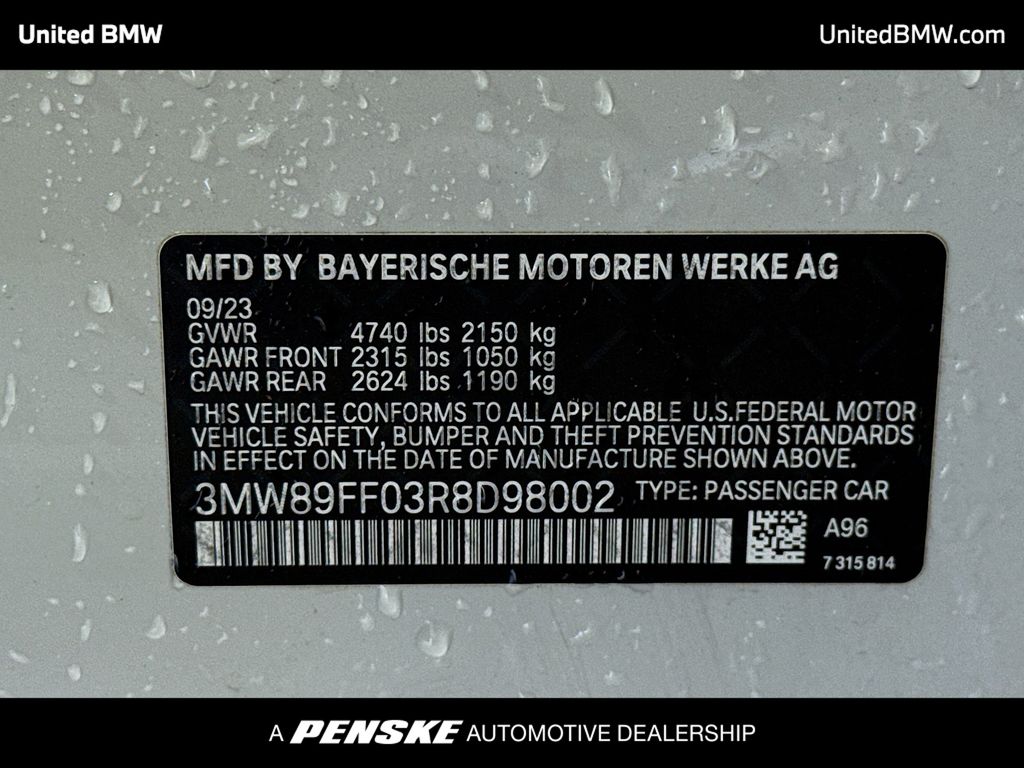 United BMW
UnitedBMW.com
MFD BY BAYERISCHE MOTOREN WERKE AG
09/23
GVWR 4740 lbs 2150 kg
GAWR FRONT 2315 lbs 1050 kg
GAWR REAR 2624 lbs 1190 kg
THIS VEHICLE CONFORMS TO ALL APPLICABLE U.S.FEDERAL MOTOR
VEHICLE SAFETY, BUMPER AND THEFT PREVENTION STANDARDS
IN EFFECT ON THE DATE OF MANUFACTURE SHOWN ABOVE.
3MW89FF03R8D98002 TYPE: PASSENGER CAR
A96
7 315 814
A PENSKE AUTOMOTIVE DEALERSHIP